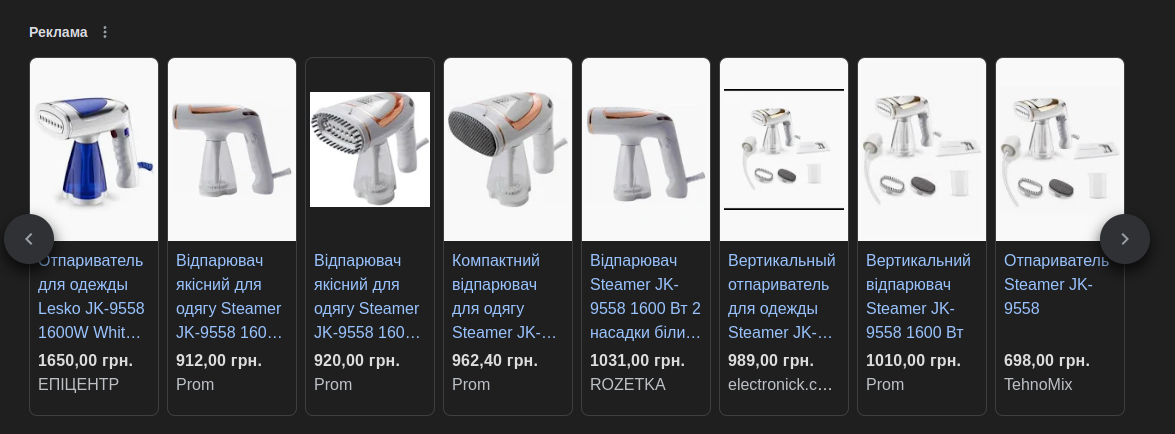 Реклама
Отпариватель
для одежды
Lesko JK-9558
1600W Whit…
1650,00 грн.
ЕПІЦЕНТР
Відпарювач
якісний для
одягу Steamer
JK-9558 160…
912,00 грн.
Prom
Відпарювач
якісний для
одягу Steamer
JK-9558 160…
920,00 грн.
Prom
Компактний
відпарювач
для одягу
Steamer JK-…
962,40 грн.
Prom
Відпарювач
Steamer JK-
9558 1600 Вт 2
насадки біли…
1031,00 грн.
ROZETKA
Вертикальный
отпариватель
для одежды
Steamer JK-…
989,00 грн.
electronick.c…
Вертикальний
відпарювач
Steamer JK-
9558 1600 Вт
1010,00 грн.
Prom
Отпариватель
Steamer JK-
9558
698,00 грн.
TehnoMix